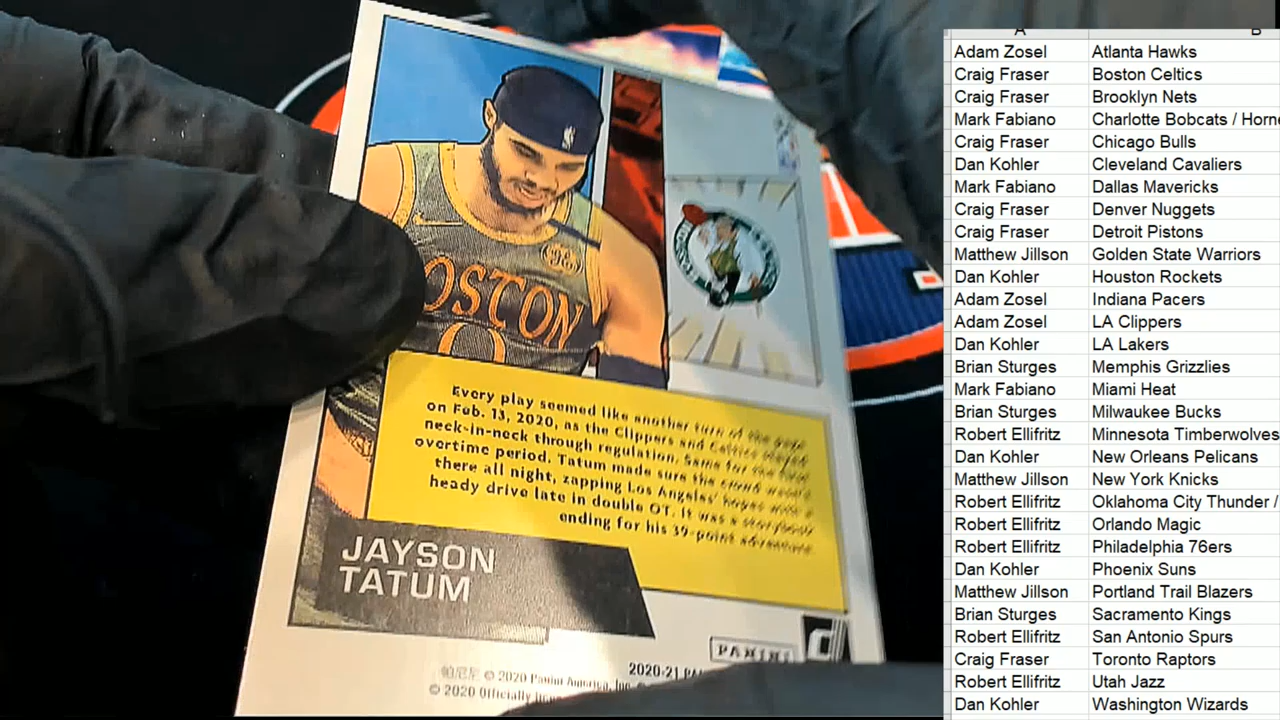 BOSTON
0
Every play seemed like another turn of the page
on Feb. 13, 2020, as the Clippers and Celtics stayed
neck-in-neck through regulation. Same for the first
overtime period. Tatum made sure the crowd wasn't
there all night, zapping Los Angeles' hopes with a
heady drive late in double OT. It was a storybook
ending for his 39-point adventure.
JAYSON
TATUM
PANINI
2020-21 PA
帕尼尼 © 2020 Panini America, Inc.
© 2020 Officially
A B
Adam Zosel Atlanta Hawks
Craig Fraser Boston Celtics
Craig Fraser Brooklyn Nets
Mark Fabiano Charlotte Bobcats / Horne
Craig Fraser Chicago Bulls
Dan Kohler Cleveland Cavaliers
Mark Fabiano Dallas Mavericks
Craig Fraser Denver Nuggets
Craig Fraser Detroit Pistons
Matthew Jillson Golden State Warriors
Dan Kohler Houston Rockets
Adam Zosel Indiana Pacers
Adam Zosel LA Clippers
Dan Kohler LA Lakers
Brian Sturges Memphis Grizzlies
Mark Fabiano Miami Heat
Brian Sturges Milwaukee Bucks
Robert Ellifritz Minnesota Timberwolves
Dan Kohler New Orleans Pelicans
Matthew Jillson New York Knicks
Robert Ellifritz Oklahoma City Thunder /
Robert Ellifritz Orlando Magic
Robert Ellifritz Philadelphia 76ers
Dan Kohler Phoenix Suns
Matthew Jillson Portland Trail Blazers
Brian Sturges Sacramento Kings
Robert Ellifritz San Antonio Spurs
Craig Fraser Toronto Raptors
Robert Ellifritz Utah Jazz
Dan Kohler Washington Wizards